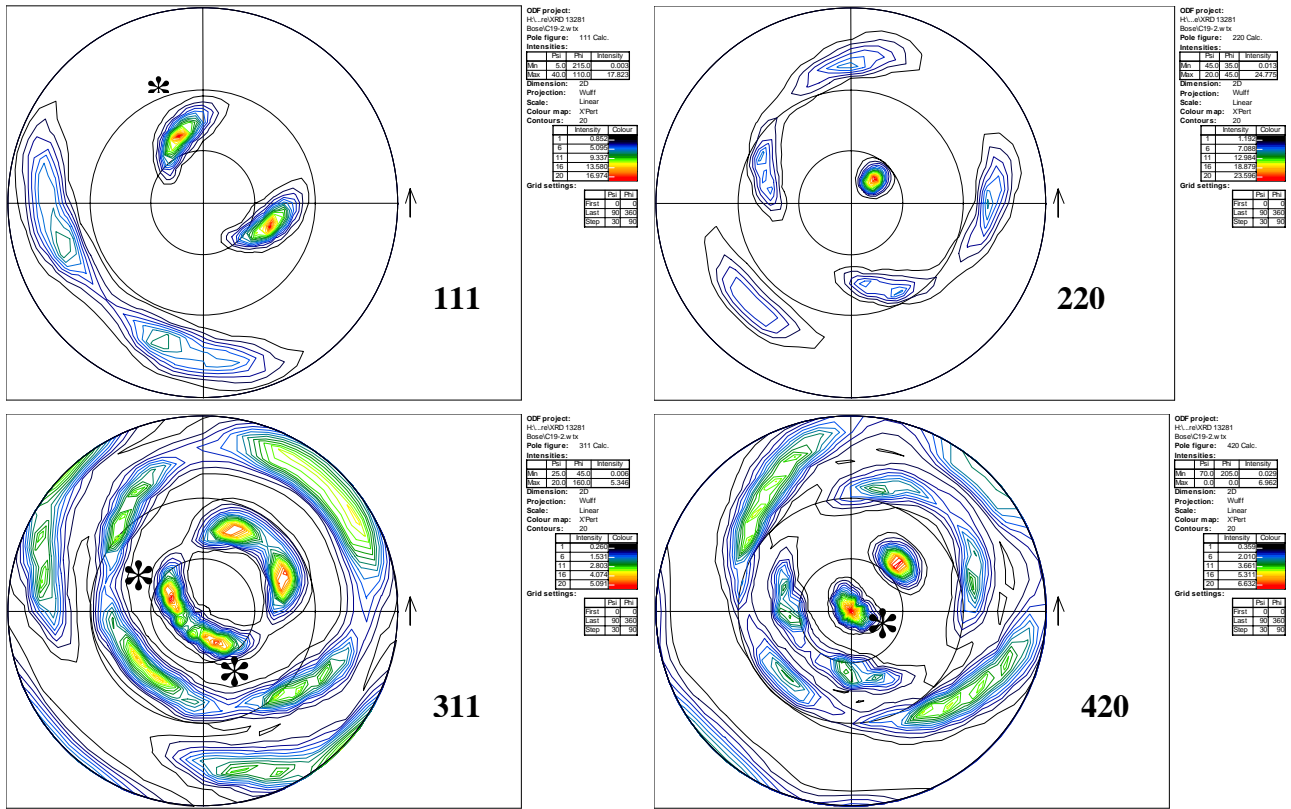 ODF project:
H:\...re\XRD 13281
Bose\C19-2.wtx
Pole figure: 111 Calc.
Intensities:
Psi Phi Intensity
Min 5.0 215.0 0.003
Max 40.0 110.0 17.823
Dimension: 2D
Projection: Wulff
Scale: Linear
Colour map: X'Pert
Contours: 20
Intensity Colour
1 0.852
6 5.095
11 9.337
16 13.580
20 16.974
Grid settings:
Psi Phi
First 0 0
Last 90 360
Step 30 90
*
111
ODF project:
H:\...e\XRD 13281
Bose\C19-2.wtx
Pole figure: 220 Calc.
Intensities:
Psi Phi Intensity
Min 45.0 35.0 0.013
Max 20.0 45.0 24.775
Dimension: 2D
Projection: Wulff
Scale: Linear
Colour map: X'Pert
Contours: 20
Intensity Colour
1 1.192
6 7.088
11 12.984
16 18.879
20 23.596
Grid settings:
Psi Phi
First 0 0
Last 90 360
Step 30 90
220
ODF project:
H:\...re\XRD 13281
Bose\C19-2.wtx
Pole figure: 311 Calc.
Intensities:
Psi Phi Intensity
Min 25.0 45.0 0.006
Max 20.0 160.0 5.346
Dimension: 2D
Projection: Wulff
Scale: Linear
Colour map: X'Pert
Contours: 20
Intensity Colour
1 0.260
6 1.531
11 2.803
16 4.074
20 5.091
Grid settings:
Psi Phi
First 0 0
Last 90 360
Step 30 90
*
*
311
ODF project:
H:\...re\XRD 13281
Bose\C19-2.wtx
Pole figure: 420 Calc.
Intensities:
Psi Phi Intensity
Min 70.0 205.0 0.029
Max 0.0 0.0 6.962
Dimension: 2D
Projection: Wulff
Scale: Linear
Colour map: X'Pert
Contours: 20
Intensity Colour
1 0.359
6 2.010
11 3.661
16 5.311
20 6.632
Grid settings:
Psi Phi
First 0 0
Last 90 360
Step 30 90
*
420